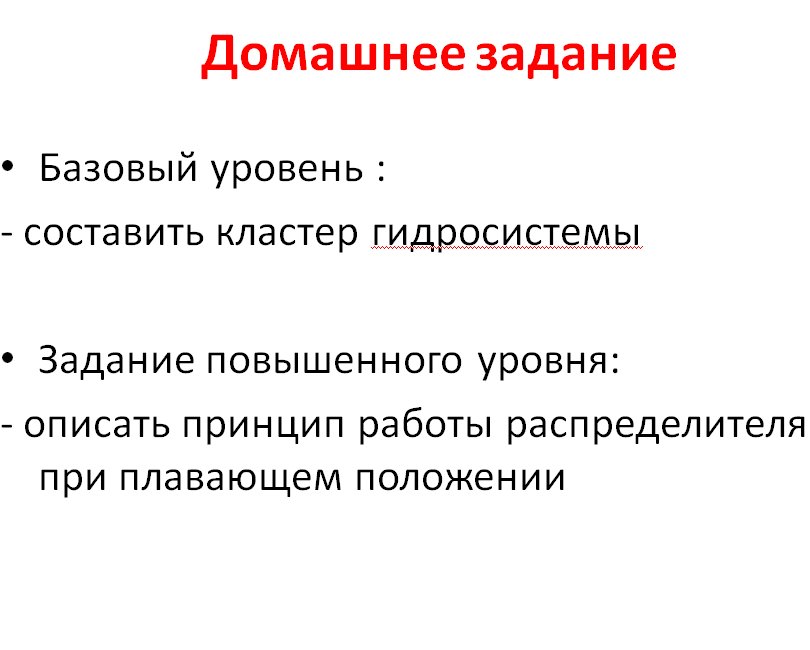 Домашнее задание
• Базовый уровень :
- составить кластер гидросистемы
• Задание повышенного уровня:
- описать принцип работы распределителя
при плавающем положении